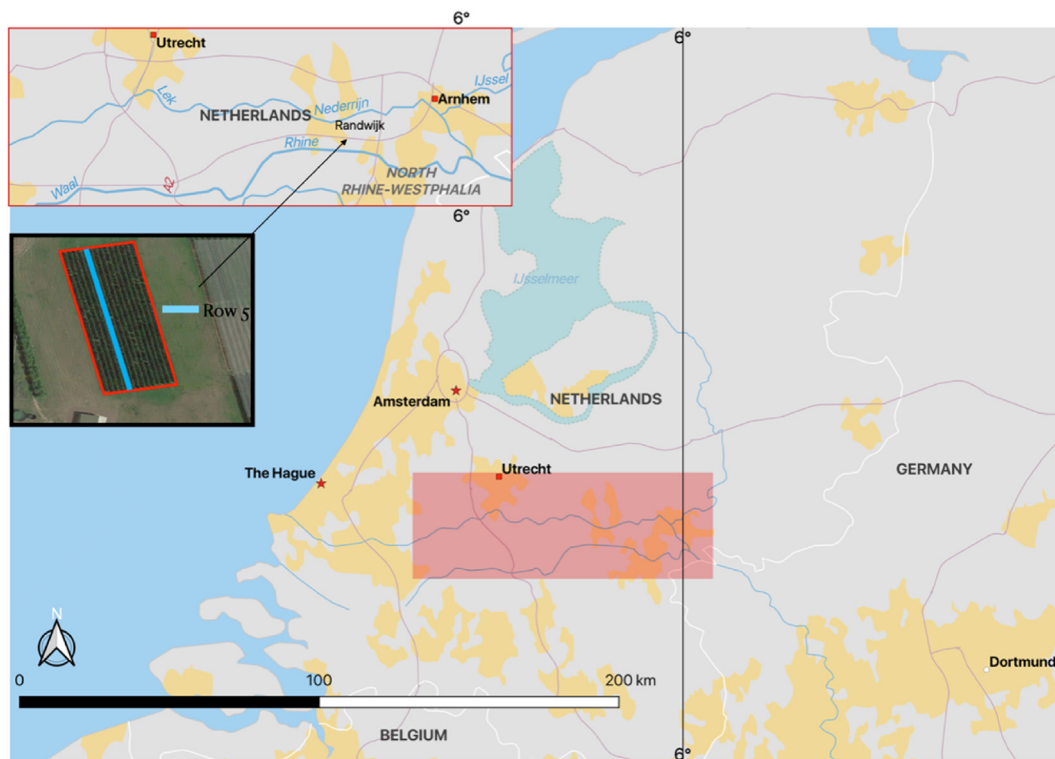 6°
6°
Utrecht
IJssel
Lek
Arnhem
NETHERLANDS
Nederrijn
Randwijk
Rhine
NORTH
RHINE-WESTPHALIA
Waal
A2
6°
IJsselmeer
Row 5
Amsterdam
NETHERLANDS
The Hague
Utrecht
GERMANY
N
Dortmund
0
100
200 km
BELGIUM
6°